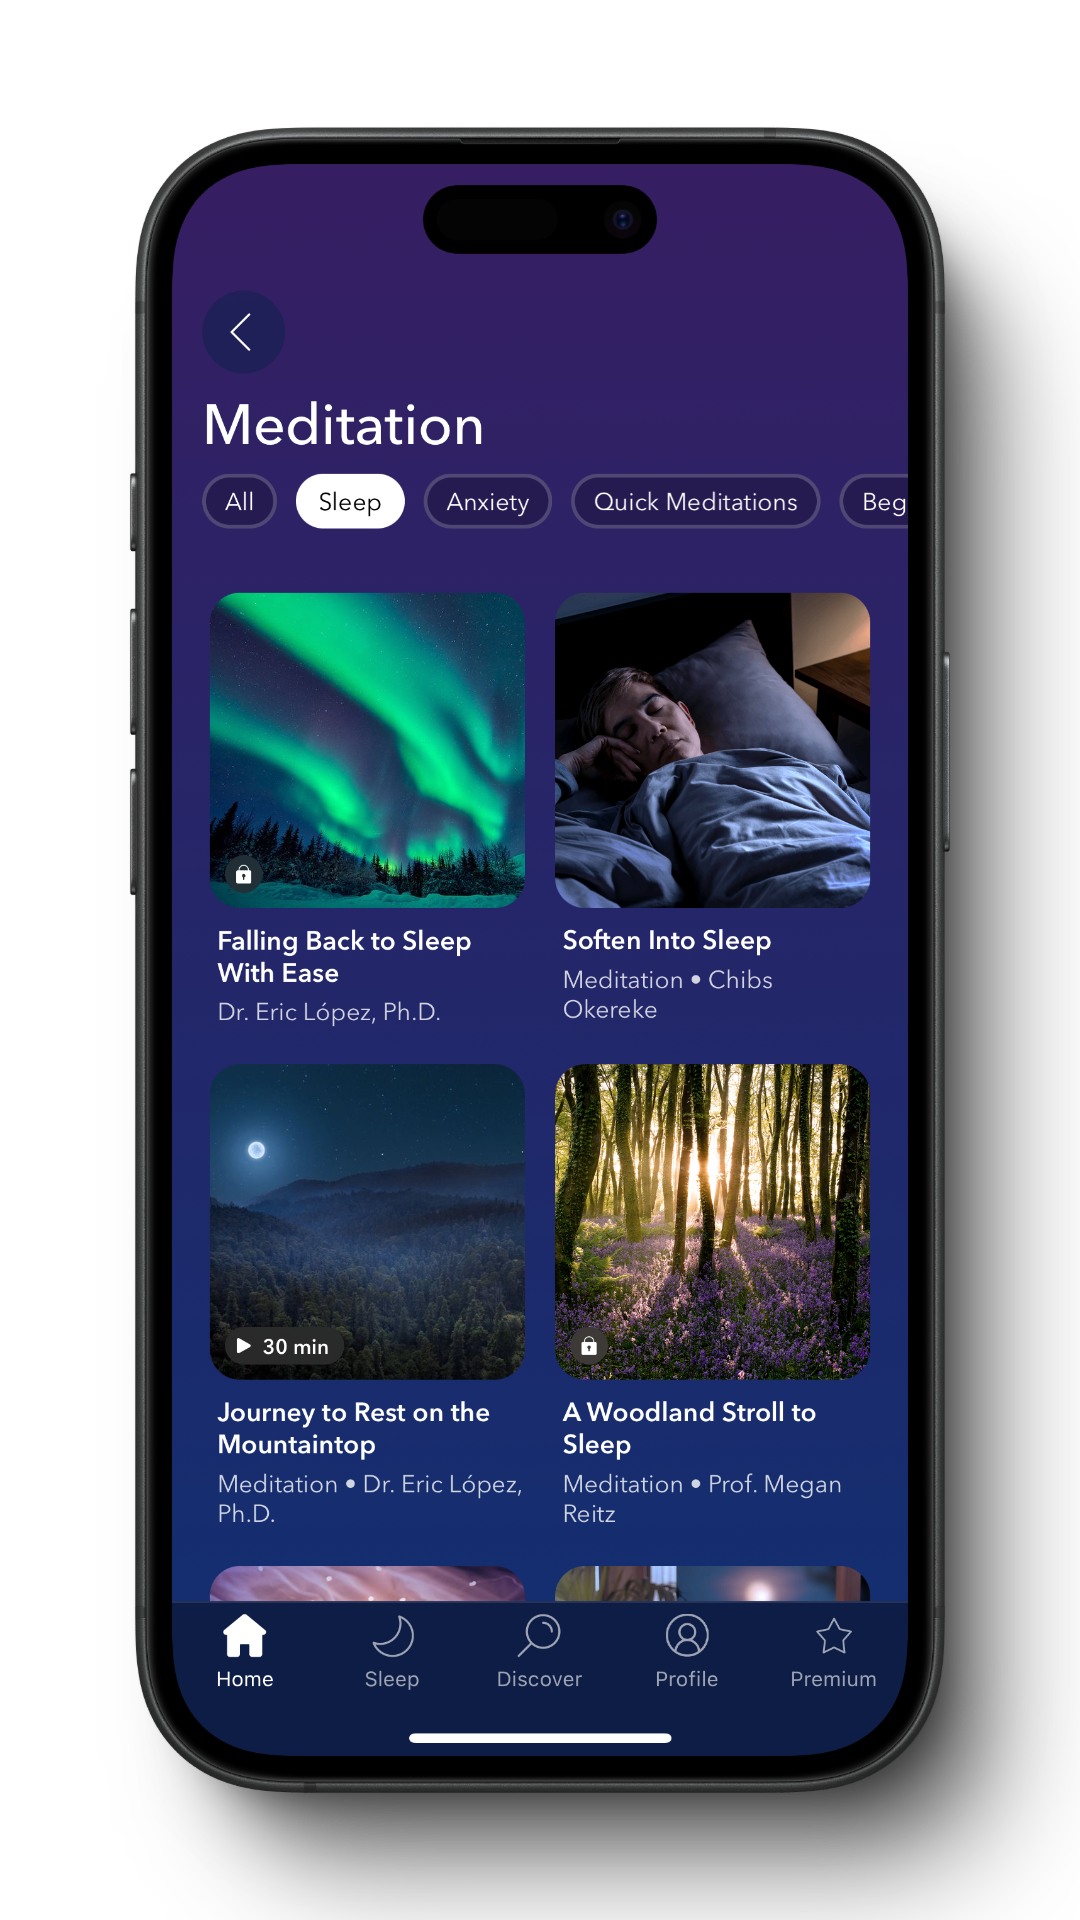 Meditation
All
Sleep
Anxiety
Quick Meditations
Beg
Falling Back to Sleep
With Ease
Dr. Eric López, Ph.D.
Soften Into Sleep
Meditation • Chibs
Okereke
30 min
Journey to Rest on the
Mountaintop
Meditation • Dr. Eric López,
Ph.D.
A Woodland Stroll to
Sleep
Meditation • Prof. Megan
Reitz
Home
Sleep
Discover
Profile
Premium